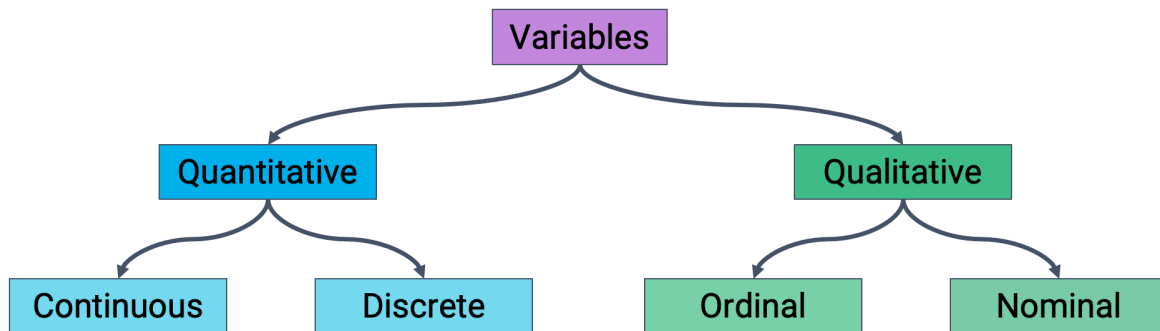 Variables
Quantitative
Qualitative
Continuous
Discrete
Ordinal
Nominal